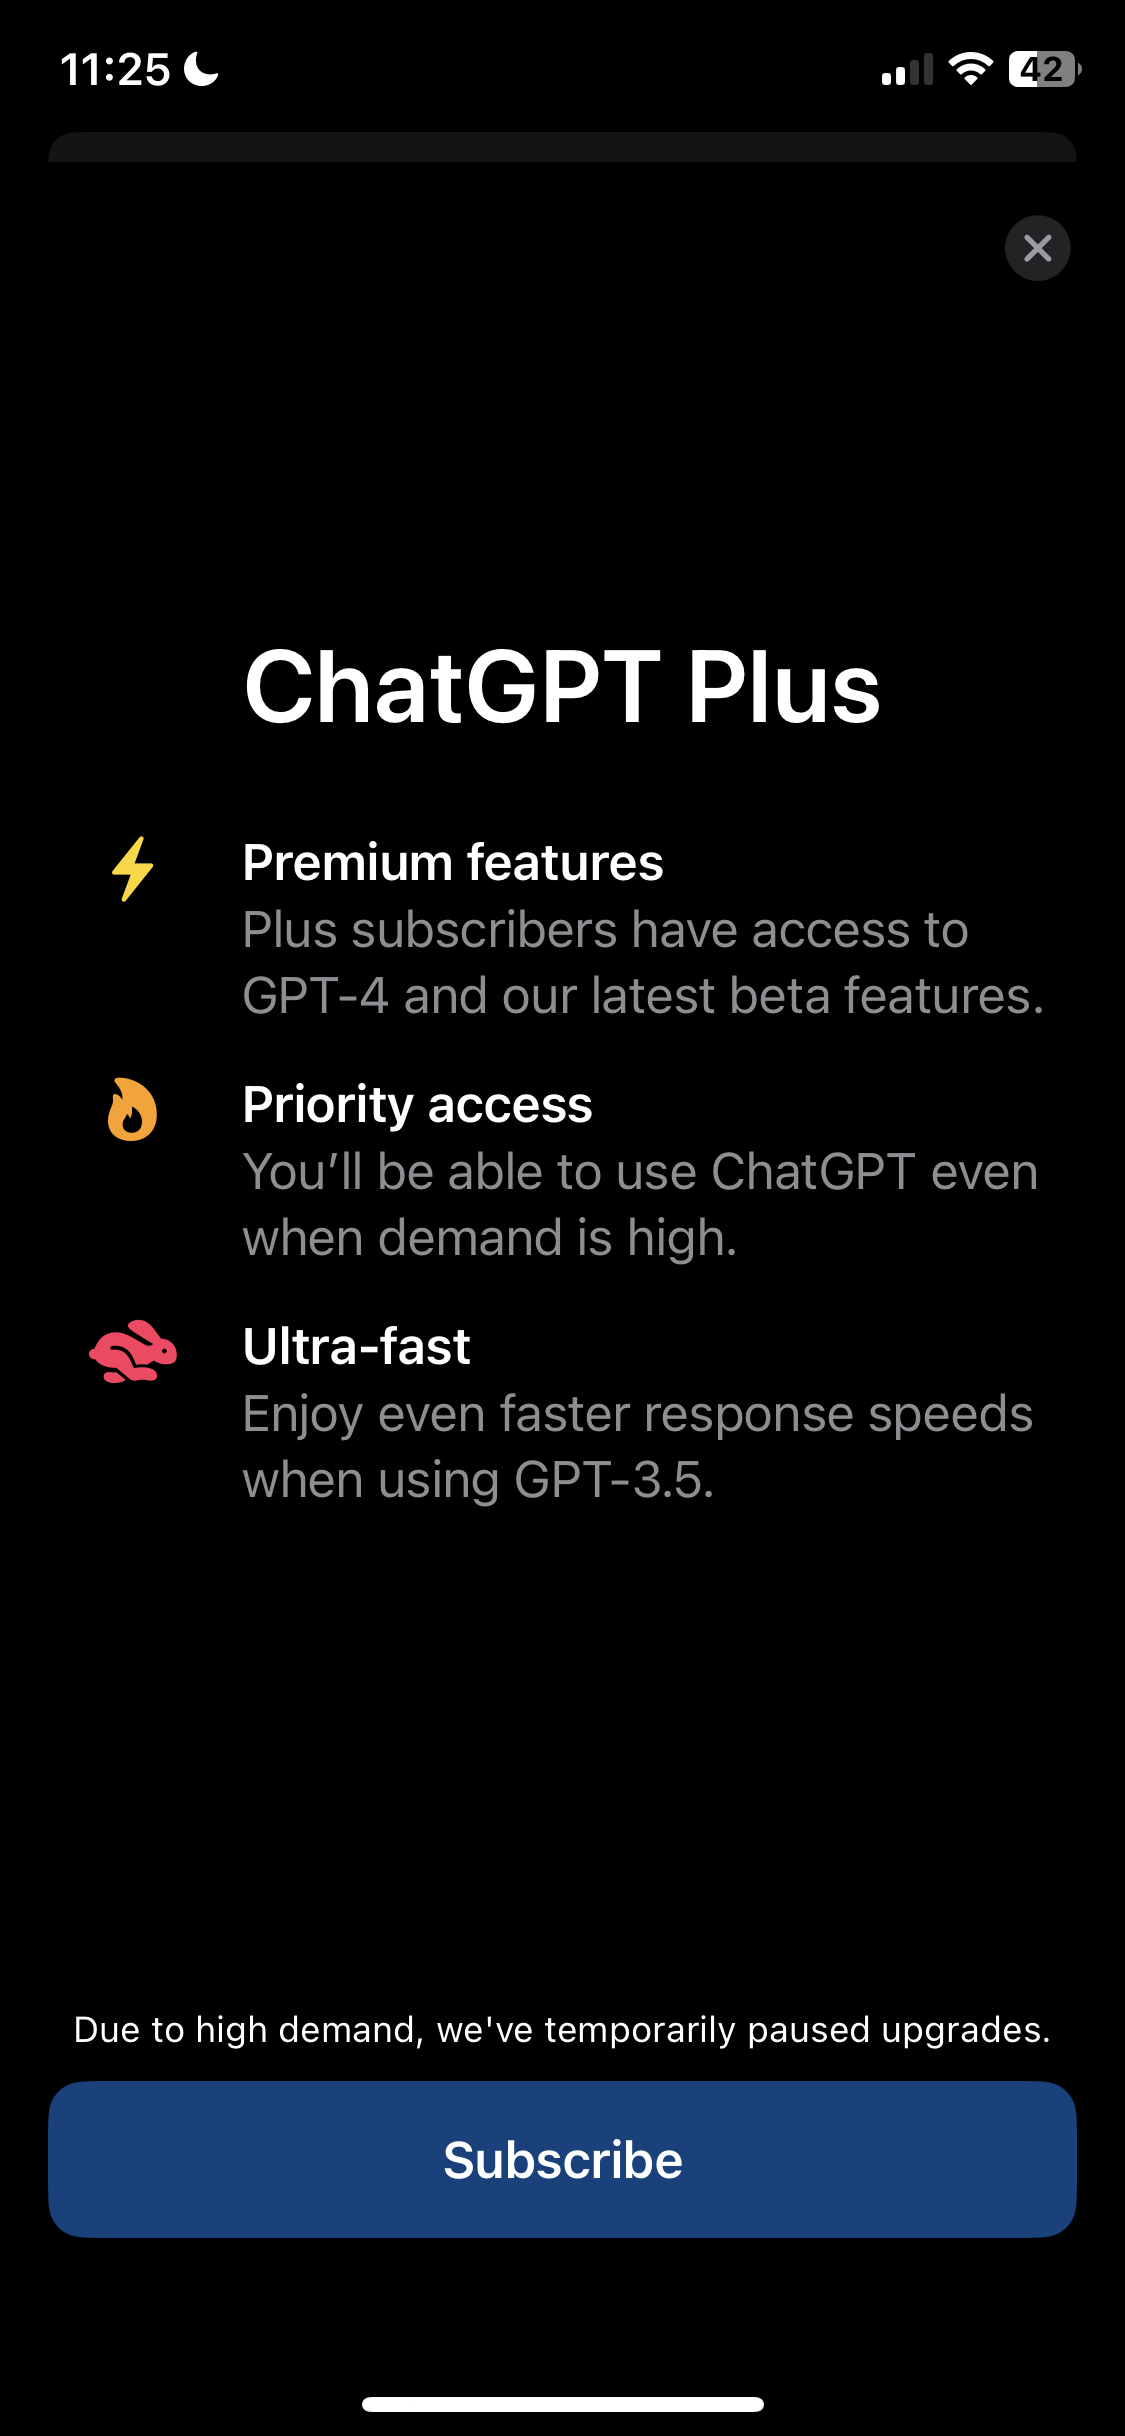 11:25
42
ChatGPT Plus
Premium features
Plus subscribers have access to
GPT-4 and our latest beta features.
Priority access
You’ll be able to use ChatGPT even
when demand is high.
Ultra-fast
Enjoy even faster response speeds
when using GPT-3.5.
Due to high demand, we've temporarily paused upgrades.
Subscribe